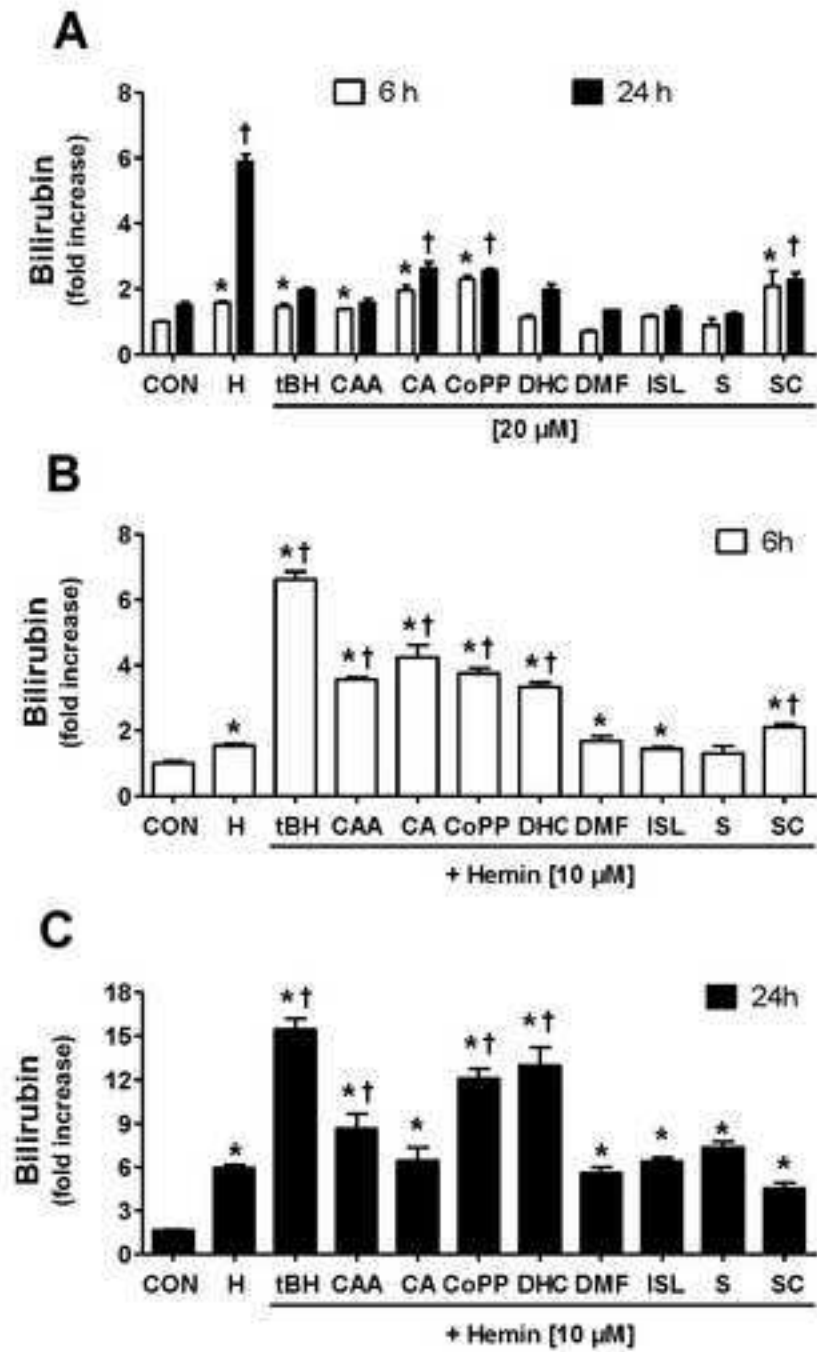 A
8
6 h
24 h
†
6
Bilirubin
(fold increase)
4
* * * * † * † * †
2
0
CON H tBH CAA CA CoPP DHC DMF ISL S SC
[20 µM]
B
8
6h
*†
6
Bilirubin
(fold increase)
*† *† *† *†
4
* * * *†
2
0
CON H tBH CAA CA CoPP DHC DMF ISL S SC
+ Hemin [10 µM]
C
18
24h
*†
15
*† *†
12
Bilirubin
(fold increase)
*†
9
* * * * * *
6
3
0
CON H tBH CAA CA CoPP DHC DMF ISL S SC
+ Hemin [10 µM]